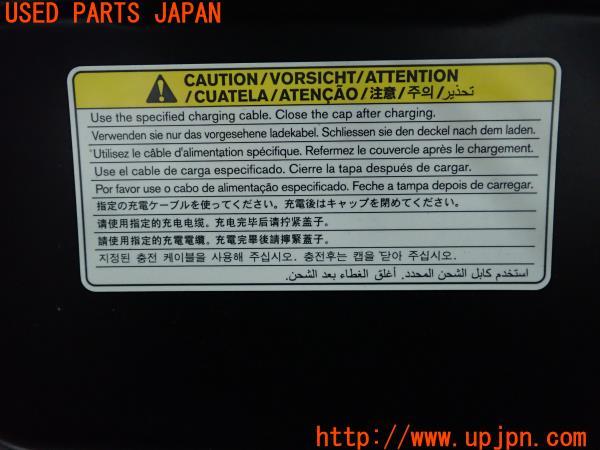 USED PARTS JAPAN
CAUTION/VORSICHT/ATTENTION
/CUATELA/ATENÇÃO/注意/주의/تحذير
Use the specified charging cable. Close the cap after charging.
Verwenden sie nur das vorgesehene ladekabel. Schliessen sie den deckel nach dem laden.
Utilisez le câble d'alimentation spécifique. Refermez le couvercle après le chargement.
Use el cable de carga especificado. Cierre la tapa después de cargar.
Por favor use o cabo de alimentação especificado. Feche a tampa depois de carregar.
指定の充電ケーブルを使ってください。充電後はキャップを閉めてください。
请使用指定的充电电缆。充电完毕后请拧紧盖子。
請使用指定的充電電纜。充電完畢後請擰緊蓋子。
지정된 충전 케이블을 사용해 주십시오. 충전후는 캡을 닫아 주십시오.
استخدم كابل الشحن المحدد. أغلق الغطاء بعد الشحن.
http://www.upjpn.com